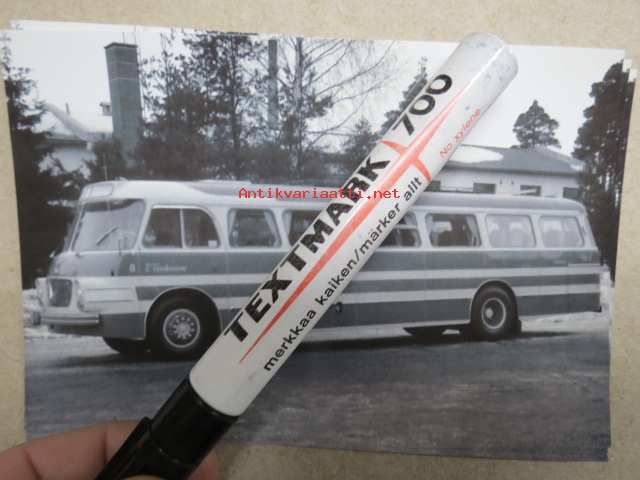 TEXTMARK 700
merkkaa kaiken/märker allt
No xylene
Antikvariaatti.net